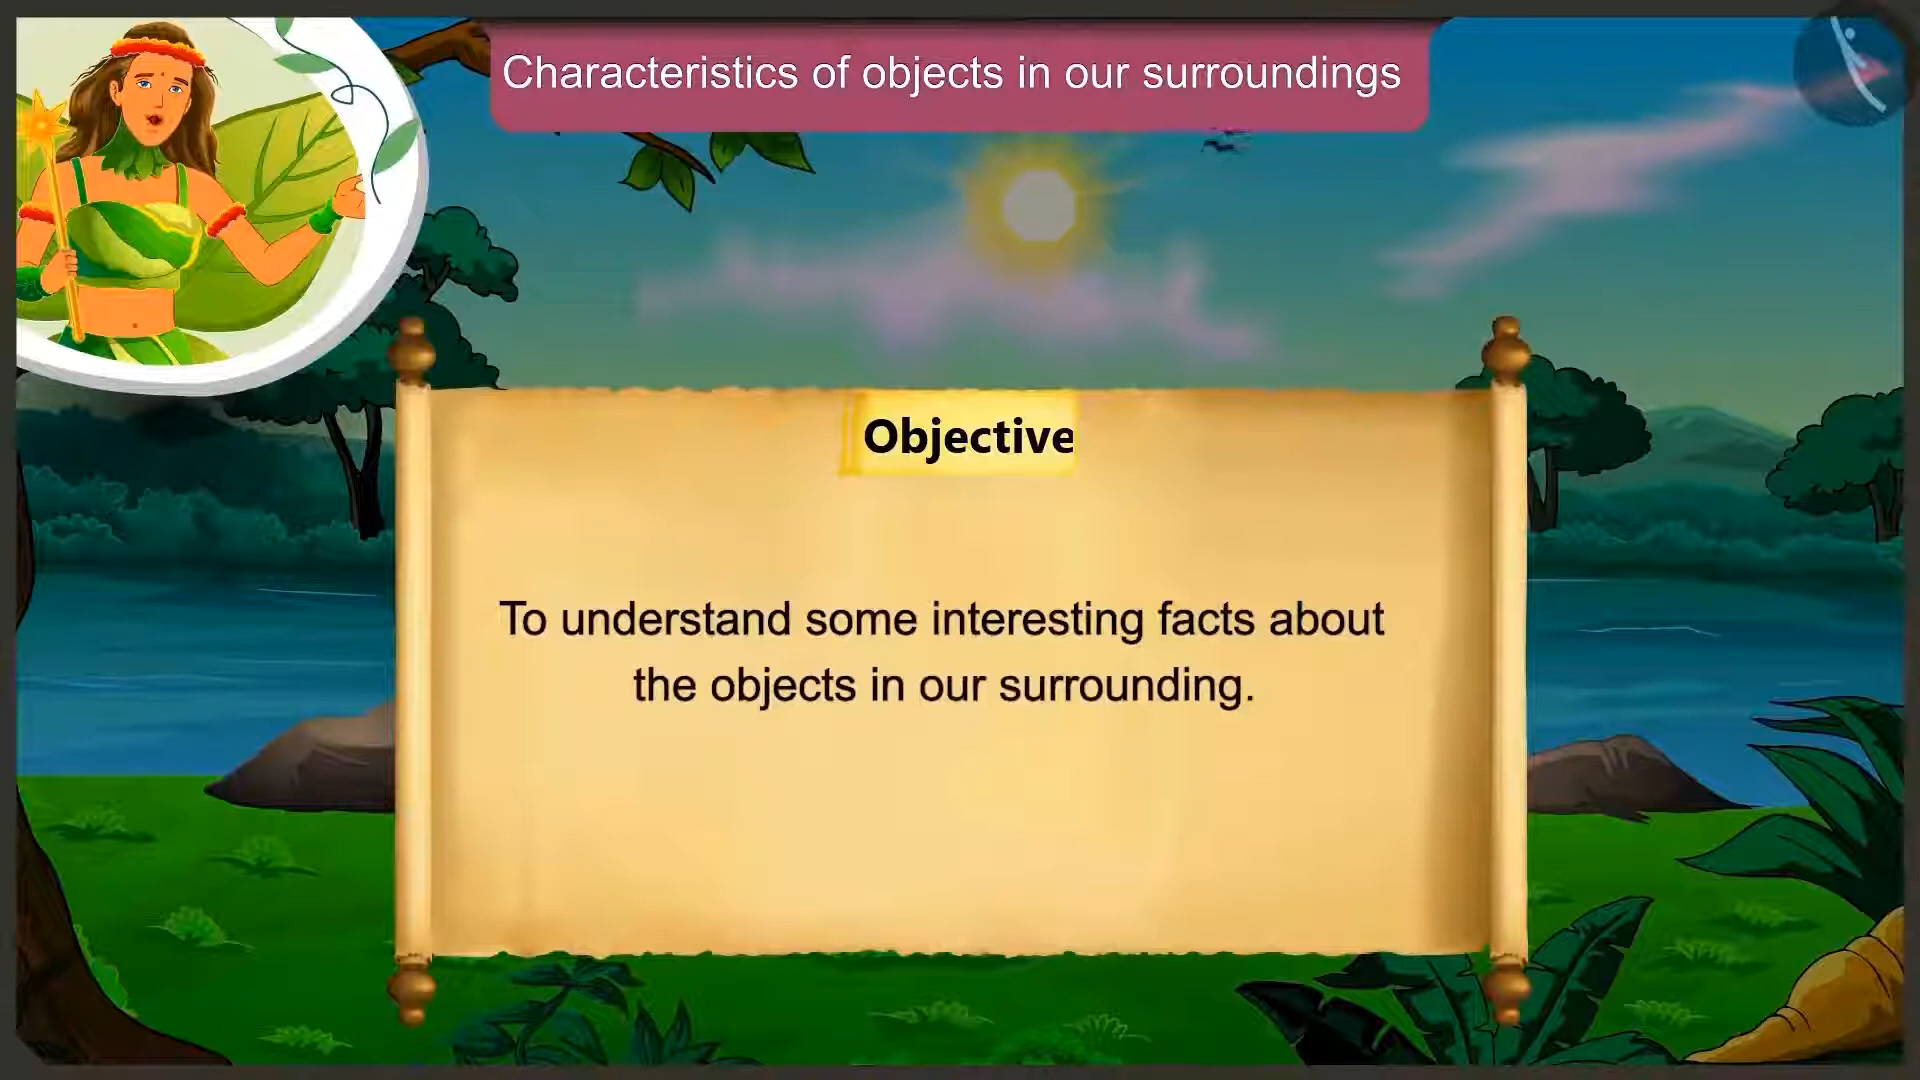 Characteristics of objects in our surroundings
Objective
To understand some interesting facts about
the objects in our surrounding.